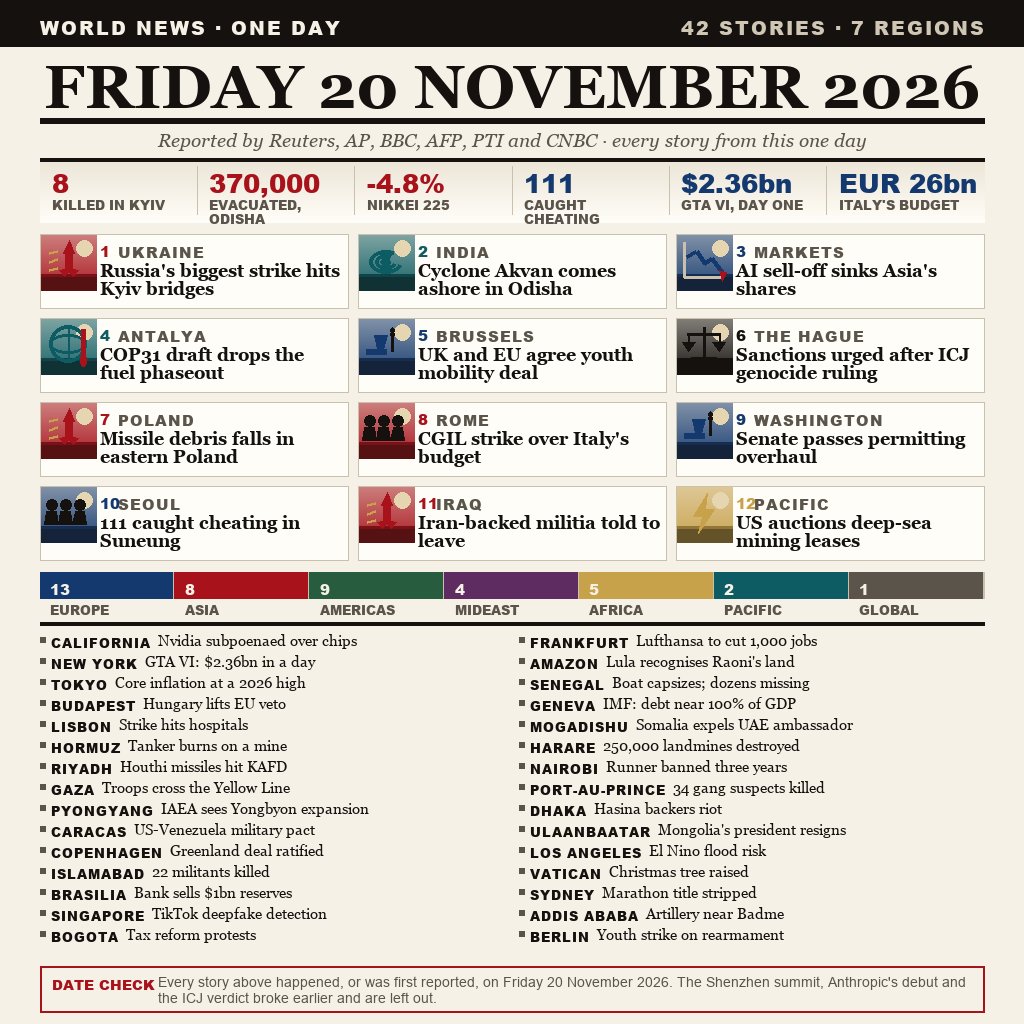 WORLD NEWS · ONE DAY
42 STORIES · 7 REGIONS
FRIDAY 20 NOVEMBER 2026
Reported by Reuters, AP, BBC, AFP, PTI and CNBC · every story from this one day
8
KILLED IN KYIV
370,000
EVACUATED,
ODISHA
-4.8%
NIKKEI 225
111
CAUGHT
CHEATING
$2.36bn
GTA VI, DAY ONE
EUR 26bn
ITALY'S BUDGET
1 UKRAINE
Russia's biggest strike hits
Kyiv bridges
2 INDIA
Cyclone Akvan comes
ashore in Odisha
3 MARKETS
AI sell-off sinks Asia's
shares
4 ANTALYA
COP31 draft drops the
fuel phaseout
5 BRUSSELS
UK and EU agree youth
mobility deal
6 THE HAGUE
Sanctions urged after ICJ
genocide ruling
7 POLAND
Missile debris falls in
eastern Poland
8 ROME
CGIL strike over Italy's
budget
9 WASHINGTON
Senate passes permitting
overhaul
10 SEOUL
111 caught cheating in
Suneung
11 IRAQ
Iran-backed militia told to
leave
12 PACIFIC
US auctions deep-sea
mining leases
13
EUROPE
8
ASIA
9
AMERICAS
4
MIDEAST
5
AFRICA
2
PACIFIC
1
GLOBAL
CALIFORNIA Nvidia subpoenaed over chips
NEW YORK GTA VI: $2.36bn in a day
TOKYO Core inflation at a 2026 high
BUDAPEST Hungary lifts EU veto
LISBON Strike hits hospitals
HORMUZ Tanker burns on a mine
RIYADH Houthi missiles hit KAFD
GAZA Troops cross the Yellow Line
PYONGYANG IAEA sees Yongbyon expansion
CARACAS US-Venezuela military pact
COPENHAGEN Greenland deal ratified
ISLAMABAD 22 militants killed
BRASILIA Bank sells $1bn reserves
SINGAPORE TikTok deepfake detection
BOGOTA Tax reform protests
FRANKFURT Lufthansa to cut 1,000 jobs
AMAZON Lula recognises Raoni's land
SENEGAL Boat capsizes; dozens missing
GENEVA IMF: debt near 100% of GDP
MOGADISHU Somalia expels UAE ambassador
HARARE 250,000 landmines destroyed
NAIROBI Runner banned three years
PORT-AU-PRINCE 34 gang suspects killed
DHAKA Hasina backers riot
ULAANBAATAR Mongolia's president resigns
LOS ANGELES El Nino flood risk
VATICAN Christmas tree raised
SYDNEY Marathon title stripped
ADDIS ABABA Artillery near Badme
BERLIN Youth strike on rearmament
DATE CHECK Every story above happened, or was first reported, on Friday 20 November 2026. The Shenzhen summit, Anthropic's debut and
the ICJ verdict broke earlier and are left out.